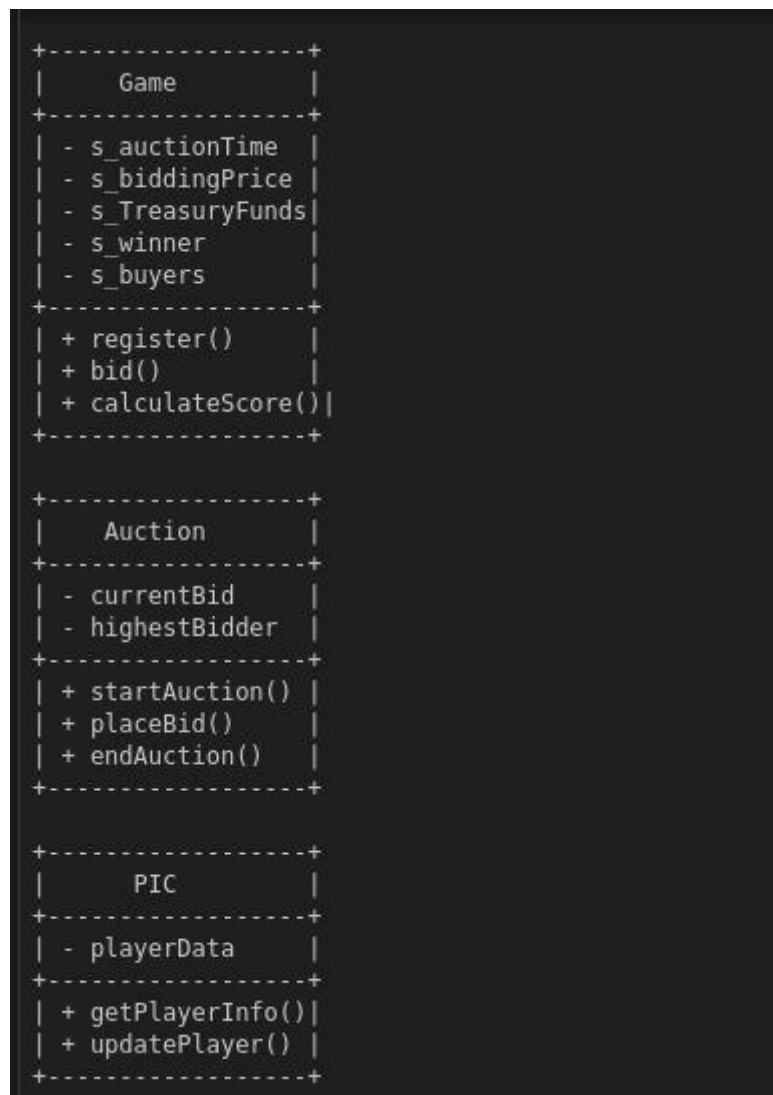 +------------------+
|     Game         |
+------------------+
| - s_auctionTime  |
| - s_biddingPrice |
| - s_TreasuryFunds|
| - s_winner       |
| - s_buyers       |
+------------------+
| + register()     |
| + bid()          |
| + calculateScore()|
+------------------+

+------------------+
|    Auction       |
+------------------+
| - currentBid     |
| - highestBidder  |
+------------------+
| + startAuction() |
| + placeBid()     |
| + endAuction()   |
+------------------+

+------------------+
|      PIC         |
+------------------+
| - playerData     |
+------------------+
| + getPlayerInfo()|
| + updatePlayer() |
+------------------+